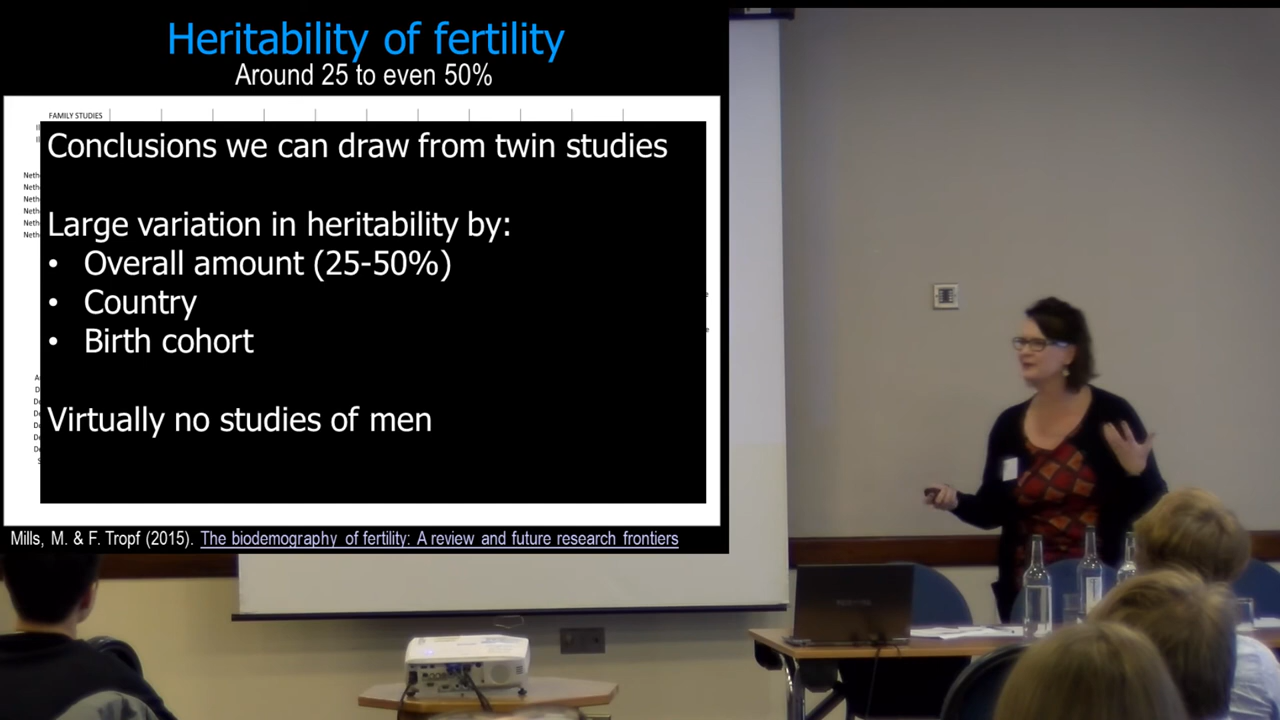 Heritability of fertility
Around 25 to even 50%
FAMILY STUDIES
Conclusions we can draw from twin studies
Large variation in heritability by:
• Overall amount (25-50%)
• Country
• Birth cohort
Virtually no studies of men
Mills, M. & F. Tropf (2015). The biodemography of fertility: A review and future research frontiers